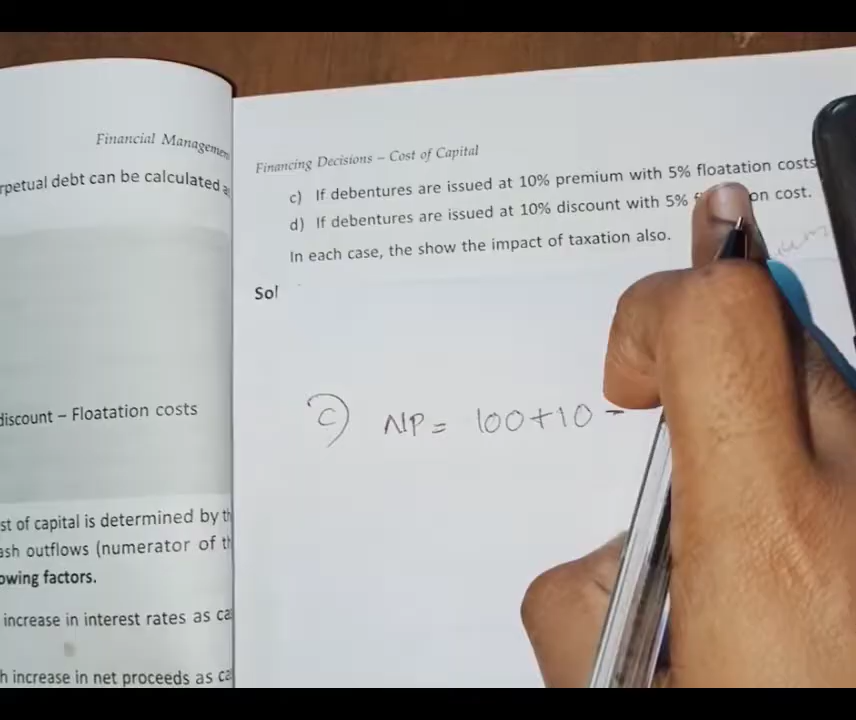 Financial Managemen
rpetual debt can be calculated
discount – Floatation costs
st of capital is determined by th
ash outflows (numerator of th
owing factors.
increase in interest rates as ca
h increase in net proceeds as ca
Financing Decisions – Cost of Capital
c) If debentures are issued at 10% premium with 5% floatation costs
d) If debentures are issued at 10% discount with 5% on cost.
In each case, the show the impact of taxation also.
Sol
c) NP = 100+10 -